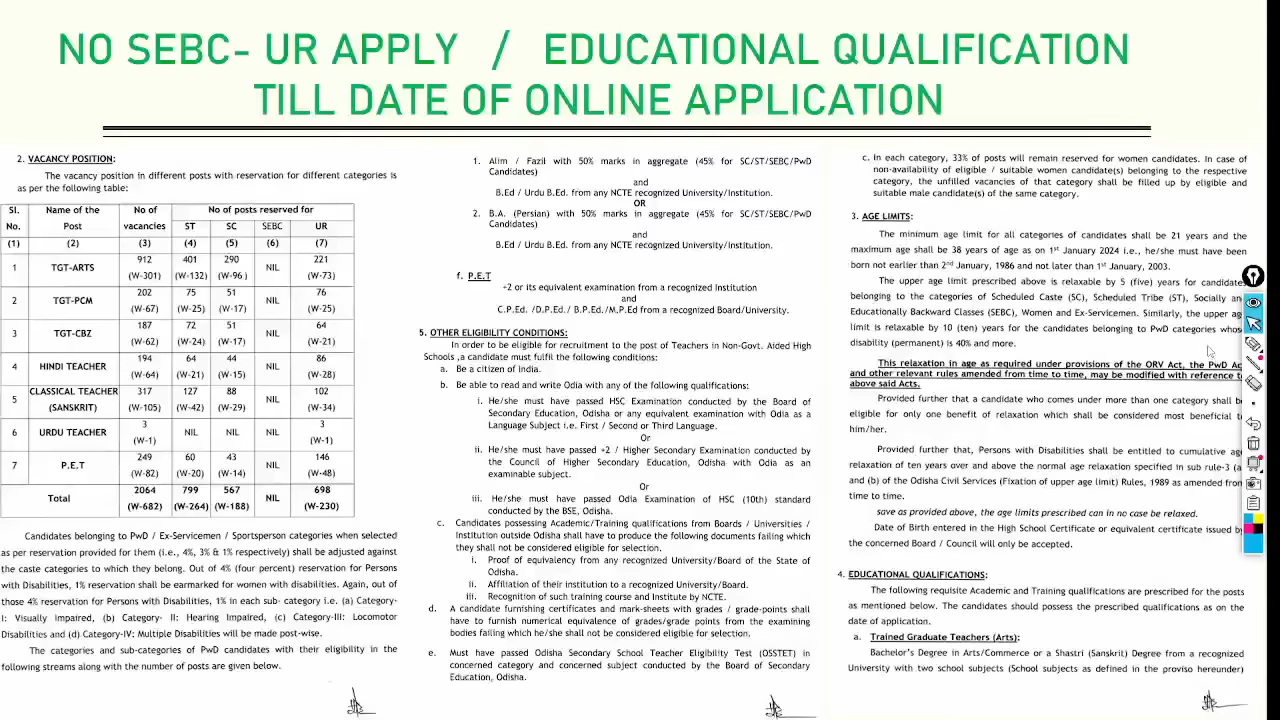 NO SEBC- UR APPLY / EDUCATIONAL QUALIFICATION
TILL DATE OF ONLINE APPLICATION
2. VACANCY POSITION:
The vacancy position in different posts with reservation for different categories is
as per the following table:
Sl. No. Name of the Post No of vacancies No of posts reserved for
ST SC SEBC UR
(1) (2) (3) (4) (5) (6) (7)
1 TGT-ARTS 912 (W-301) 401 (W-132) 290 (W-96 ) NIL 221 (W-73)
2 TGT-PCM 202 (W-67) 75 (W-25) 51 (W-17) NIL 76 (W-25)
3 TGT-CBZ 187 (W-62) 72 (W-24) 51 (W-17) NIL 64 (W-21)
4 HINDI TEACHER 194 (W-64) 64 (W-21) 44 (W-15) NIL 86 (W-28)
5 CLASSICAL TEACHER (SANSKRIT) 317 (W-105) 127 (W-42) 88 (W-29) NIL 102 (W-34)
6 URDU TEACHER 3 (W-1) NIL NIL NIL 3 (W-1)
7 P.E.T 249 (W-82) 60 (W-20) 43 (W-14) NIL 146 (W-48)
Total 2064 (W-682) 799 (W-264) 567 (W-188) NIL 698 (W-230)
Candidates belonging to PwD / Ex-Servicemen / Sportsperson categories when selected
as per reservation provided for them (i.e., 4%, 3% & 1% respectively) shall be adjusted against
the caste categories to which they belong. Out of 4% (four percent) reservation for Persons
with Disabilities, 1% reservation shall be earmarked for women with disabilities. Again, out of
those 4% reservation for Persons with Disabilities, 1% in each sub- category i.e. (a) Category-
I: Visually Impaired, (b) Category- II: Hearing Impaired, (c) Category-III: Locomotor
Disabilities and (d) Category-IV: Multiple Disabilities will be made post-wise.
The categories and sub-categories of PwD candidates with their eligibility in the
following streams along with the number of posts are given below.
1. Alim / Fazil with 50% marks in aggregate (45% for SC/ST/SEBC/PwD
Candidates)
and
B.Ed / Urdu B.Ed. from any NCTE recognized University/Institution.
OR
2. B.A. (Persian) with 50% marks in aggregate (45% for SC/ST/SEBC/PwD
Candidates)
and
B.Ed / Urdu B.Ed. from any NCTE recognized University/Institution.
f. P.E.T
+2 or its equivalent examination from a recognized Institution
and
C.P.Ed. /D.P.Ed./ B.P.Ed./M.P.Ed from a recognized Board/University.
5. OTHER ELIGIBILITY CONDITIONS:
In order to be eligible for recruitment to the post of Teachers in Non-Govt. Aided High
Schools ,a candidate must fulfil the following conditions:
a. Be a citizen of India.
b. Be able to read and write Odia with any of the following qualifications:
i. He/she must have passed HSC Examination conducted by the Board of
Secondary Education, Odisha or any equivalent examination with Odia as a
Language Subject i.e. First / Second or Third Language.
Or
ii. He/she must have passed +2 / Higher Secondary Examination conducted by
the Council of Higher Secondary Education, Odisha with Odia as an
examinable subject.
Or
iii. He/she must have passed Odia Examination of HSC (10th) standard
conducted by the BSE, Odisha.
c. Candidates possessing Academic/Training qualifications from Boards / Universities /
Institution outside Odisha shall have to produce the following documents failing which
they shall not be considered eligible for selection.
i. Proof of equivalency from any recognized University/Board of the State of
Odisha.
ii. Affiliation of their institution to a recognized University/Board.
iii. Recognition of such training course and Institute by NCTE.
d. A candidate furnishing certificates and mark-sheets with grades / grade-points shall
have to furnish numerical equivalence of grades/grade points from the examining
bodies failing which he/she shall not be considered eligible for selection.
e. Must have passed Odisha Secondary School Teacher Eligibility Test (OSSTET) in
concerned category and concerned subject conducted by the Board of Secondary
Education, Odisha.
c. In each category, 33% of posts will remain reserved for women candidates. In case of
non-availability of eligible / suitable women candidate(s) belonging to the respective
category, the unfilled vacancies of that category shall be filled up by eligible and
suitable male candidate(s) of the same category.
3. AGE LIMITS:
The minimum age limit for all categories of candidates shall be 21 years and the
maximum age shall be 38 years of age as on 1st January 2024 i.e., he/she must have been
born not earlier than 2nd January, 1986 and not later than 1st January, 2003.
The upper age limit prescribed above is relaxable by 5 (five) years for candidate
belonging to the categories of Scheduled Caste (SC), Scheduled Tribe (ST), Socially an
Educationally Backward Classes (SEBC), Women and Ex-Servicemen. Similarly, the upper ag
limit is relaxable by 10 (ten) years for the candidates belonging to PwD categories whos
disability (permanent) is 40% and more.
This relaxation in age as required under provisions of the ORV Act, the PwD Ac
and other relevant rules amended from time to time, may be modified with reference t
above said Acts.
Provided further that a candidate who comes under more than one category shall b
eligible for only one benefit of relaxation which shall be considered most beneficial t
him/her.
Provided further that, Persons with Disabilities shall be entitled to cumulative ag
relaxation of ten years over and above the normal age relaxation specified in sub rule-3 (a
and (b) of the Odisha Civil Services (Fixation of upper age limit) Rules, 1989 as amended from
time to time.
save as provided above, the age limits prescribed can in no case be relaxed.
Date of Birth entered in the High School Certificate or equivalent certificate issued by
the concerned Board / Council will only be accepted.
4. EDUCATIONAL QUALIFICATIONS:
The following requisite Academic and Training qualifications are prescribed for the posts
as mentioned below. The candidates should possess the prescribed qualifications as on the
date of application.
a. Trained Graduate Teachers (Arts):
Bachelor's Degree in Arts/Commerce or a Shastri (Sanskrit) Degree from a recognized
University with two school subjects (School subjects as defined in the proviso hereunder)